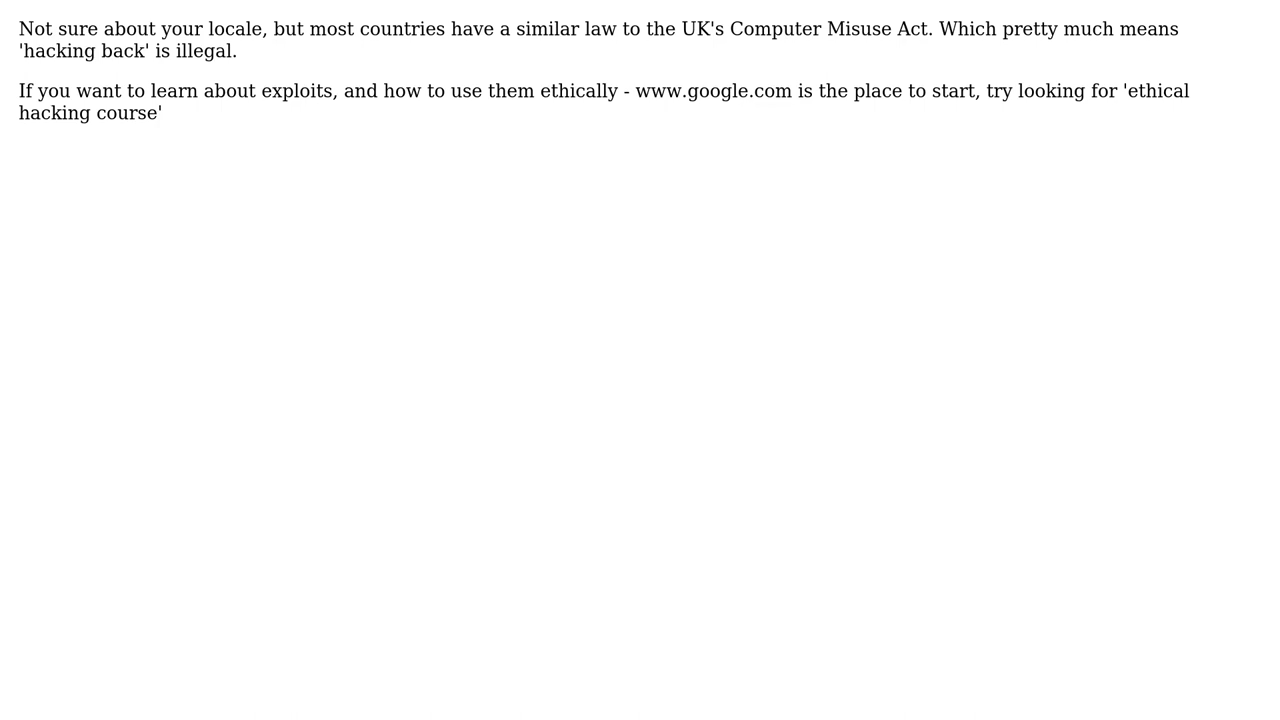 Not sure about your locale, but most countries have a similar law to the UK's Computer Misuse Act. Which pretty much means
'hacking back' is illegal.
If you want to learn about exploits, and how to use them ethically - www.google.com is the place to start, try looking for 'ethical
hacking course'